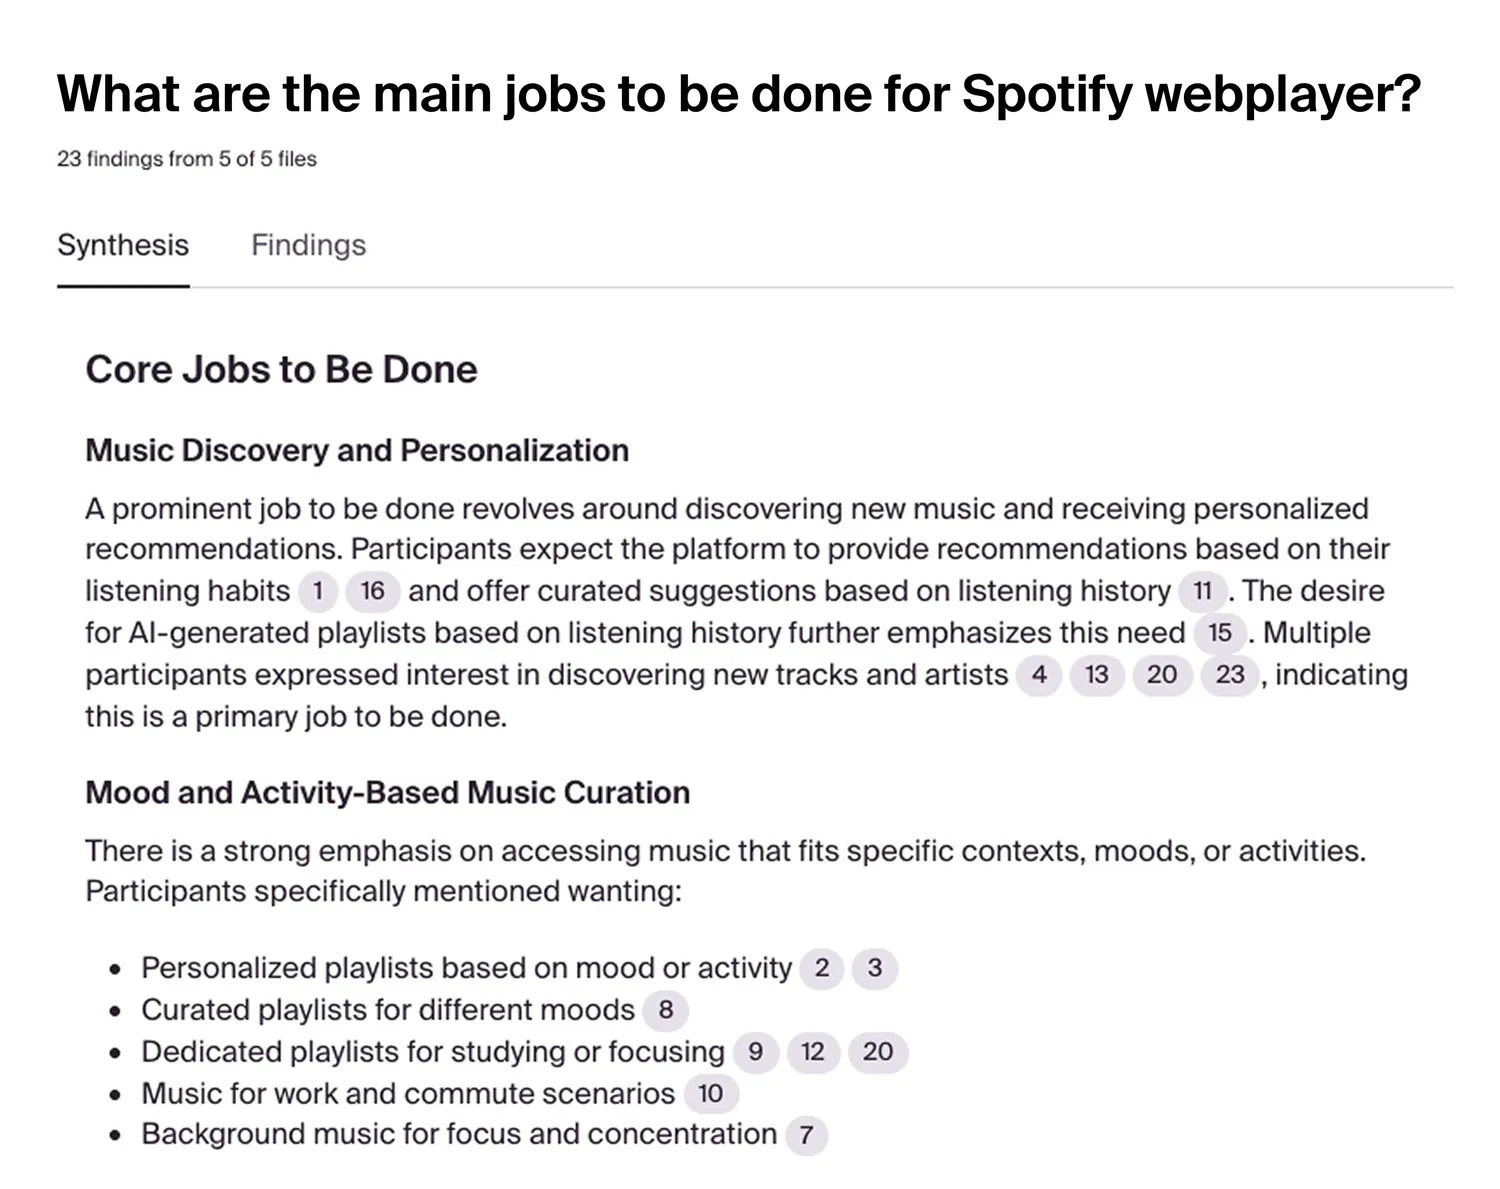 What are the main jobs to be done for Spotify webplayer?
23 findings from 5 of 5 files
Synthesis Findings
Core Jobs to Be Done
Music Discovery and Personalization
A prominent job to be done revolves around discovering new music and receiving personalized
recommendations. Participants expect the platform to provide recommendations based on their
listening habits 1 16 and offer curated suggestions based on listening history 11 . The desire
for AI-generated playlists based on listening history further emphasizes this need 15 . Multiple
participants expressed interest in discovering new tracks and artists 4 13 20 23 , indicating
this is a primary job to be done.
Mood and Activity-Based Music Curation
There is a strong emphasis on accessing music that fits specific contexts, moods, or activities.
Participants specifically mentioned wanting:
• Personalized playlists based on mood or activity 2 3
• Curated playlists for different moods 8
• Dedicated playlists for studying or focusing 9 12 20
• Music for work and commute scenarios 10
• Background music for focus and concentration 7